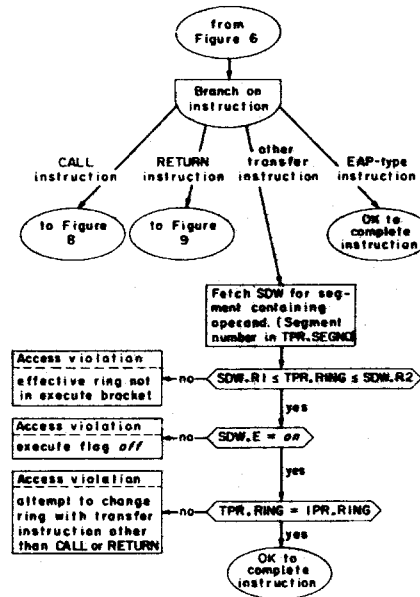 from
Figure 6
Branch on
instruction
CALL
instruction
RETURN
instruction
other
transfer
instruction
EAP-type
instruction
to Figure
8
to Figure
9
OK to
complete
instruction
Fetch SDW for seg-
ment containing
operand. (Segment
number in TPR.SEGNO)
Access violation
effective ring not
in execute bracket
no
SDW.R1 ≤ TPR.RING ≤ SDW.R2
yes
Access violation
execute flag off
no
SDW.E = on
yes
Access violation
attempt to change
ring with transfer
instruction other
than CALL or RETURN
no
TPR.RING = IPR.RING
yes
OK to
complete
instruction